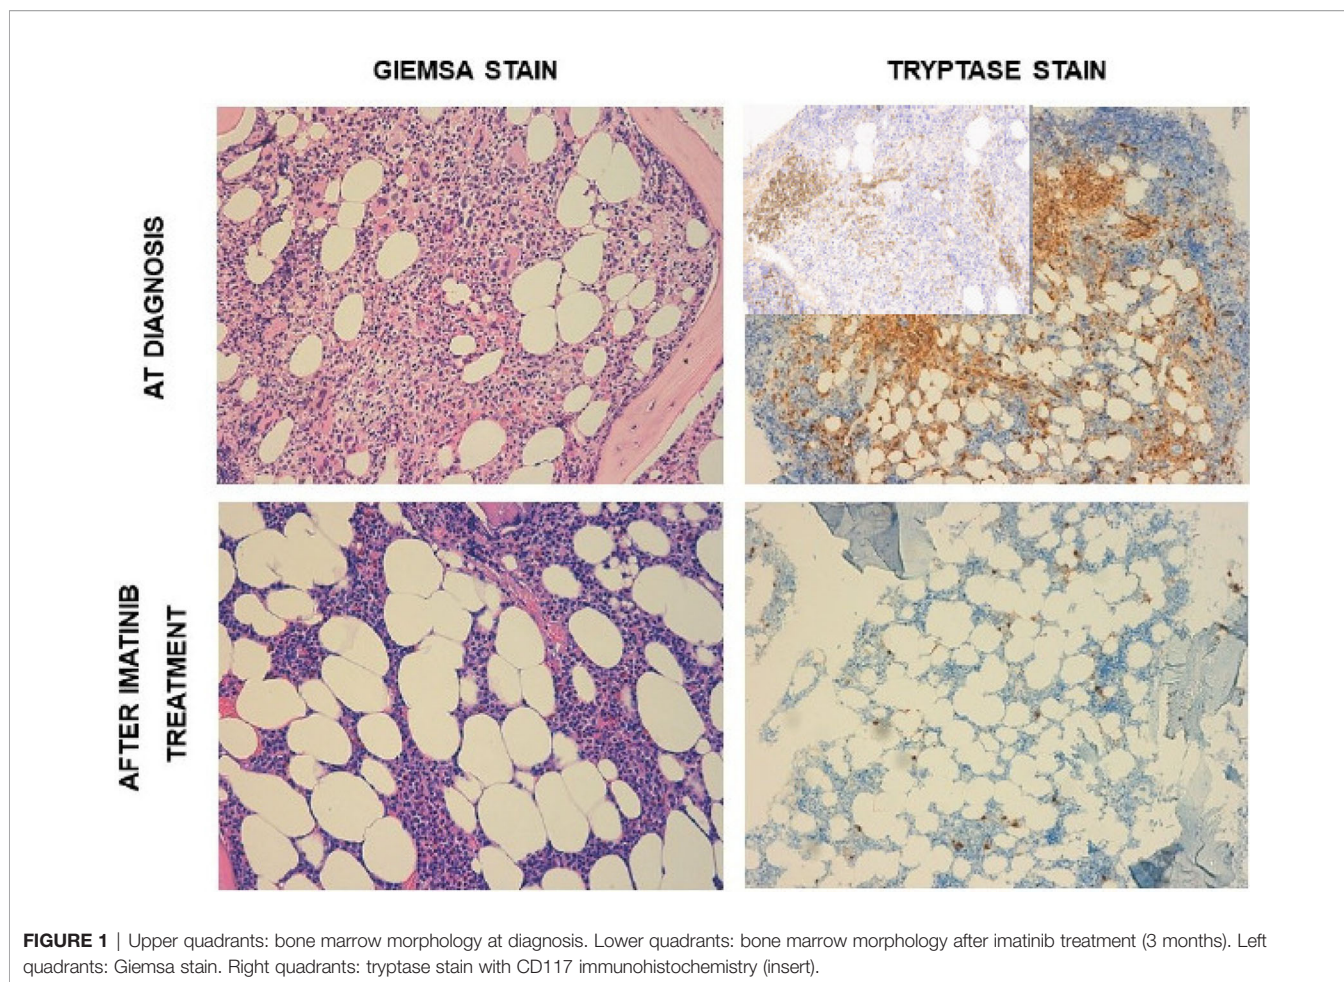 GIEMSA STAIN
TRYPTASE STAIN
AT DIAGNOSIS
AFTER IMATINIB
TREATMENT
FIGURE 1 | Upper quadrants: bone marrow morphology at diagnosis. Lower quadrants: bone marrow morphology after imatinib treatment (3 months). Left
quadrants: Giemsa stain. Right quadrants: tryptase stain with CD117 immunohistochemistry (insert).